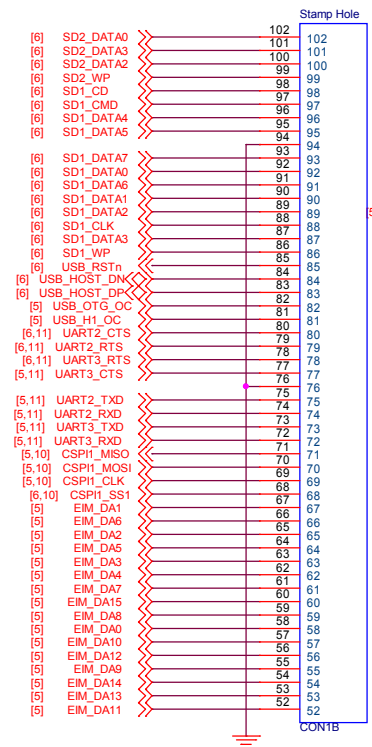 Stamp Hole
[6] SD2_DATA0 102 102
[6] SD2_DATA3 101 101
[6] SD2_DATA2 100 100
[6] SD2_WP 99 99
[6] SD1_CD 98 98
[6] SD1_CMD 97 97
[6] SD1_DATA4 96 96
[6] SD1_DATA5 95 95
94 94
[6] SD1_DATA7 93 93
[6] SD1_DATA0 92 92
[6] SD1_DATA6 91 91
[6] SD1_DATA1 90 90
[6] SD1_DATA2 89 89
[6] SD1_CLK 88 88
[6] SD1_DATA3 87 87
[6] SD1_WP 86 86
[6] USB_RSTn 85 85
[6] USB_HOST_DN 84 84
[6] USB_HOST_DP 83 83
[5] USB_OTG_OC 82 82
[5] USB_H1_OC 81 81
[6,11] UART2_CTS 80 80
[6,11] UART2_RTS 79 79
[6,11] UART3_RTS 78 78
[5,11] UART3_CTS 77 77
76 76
[5,11] UART2_TXD 75 75
[5,11] UART2_RXD 74 74
[5,11] UART3_TXD 73 73
[5,11] UART3_RXD 72 72
[5,10] CSPI1_MISO 71 71
[5,10] CSPI1_MOSI 70 70
[5,10] CSPI1_CLK 69 69
[6,10] CSPI1_SS1 68 68
[5] EIM_DA1 67 67
[5] EIM_DA6 66 66
[5] EIM_DA2 65 65
[5] EIM_DA5 64 64
[5] EIM_DA3 63 63
[5] EIM_DA4 62 62
[5] EIM_DA7 61 61
[5] EIM_DA15 60 60
[5] EIM_DA8 59 59
[5] EIM_DA0 58 58
[5] EIM_DA10 57 57
[5] EIM_DA12 56 56
[5] EIM_DA9 55 55
[5] EIM_DA14 54 54
[5] EIM_DA13 53 53
[5] EIM_DA11 52 52
CON1B